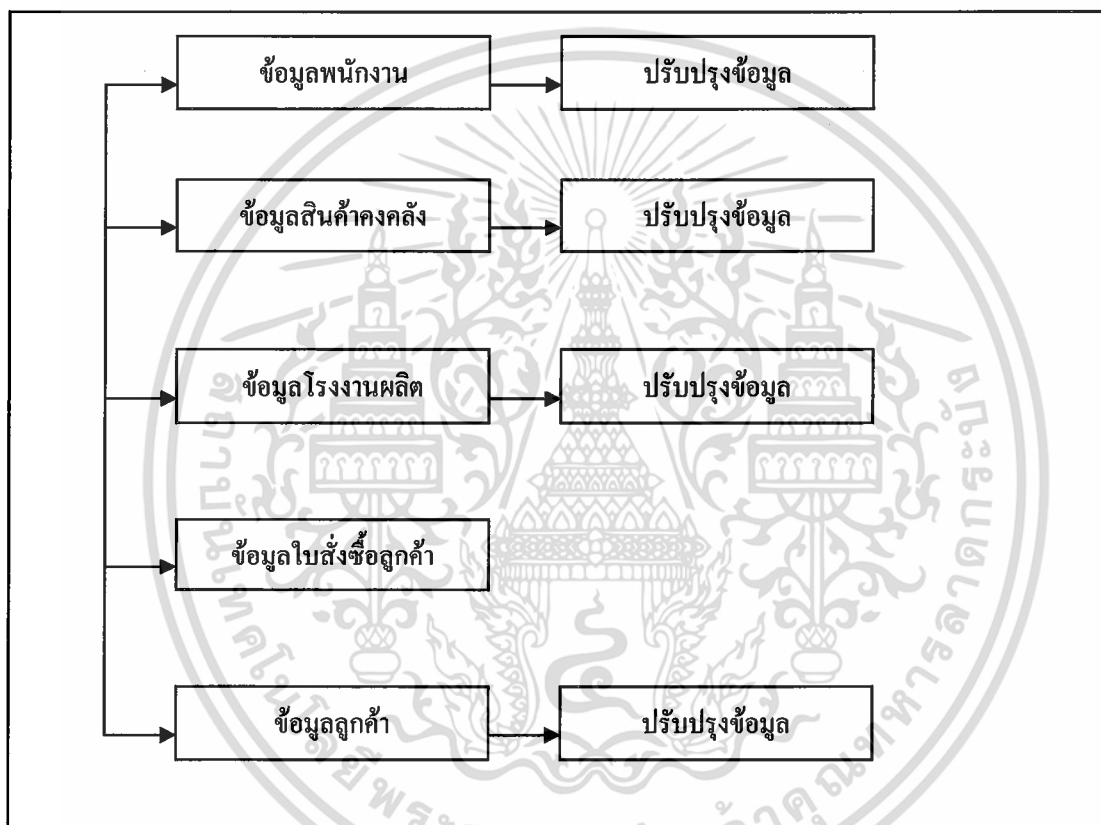 ข้อมูลพนักงาน
ปรับปรุงข้อมูล
ข้อมูลสินค้าคงคลัง
ปรับปรุงข้อมูล
ข้อมูลโรงงานผลิต
ปรับปรุงข้อมูล
ข้อมูลใบสั่งซื้อลูกค้า
ข้อมูลลูกค้า
ปรับปรุงข้อมูล